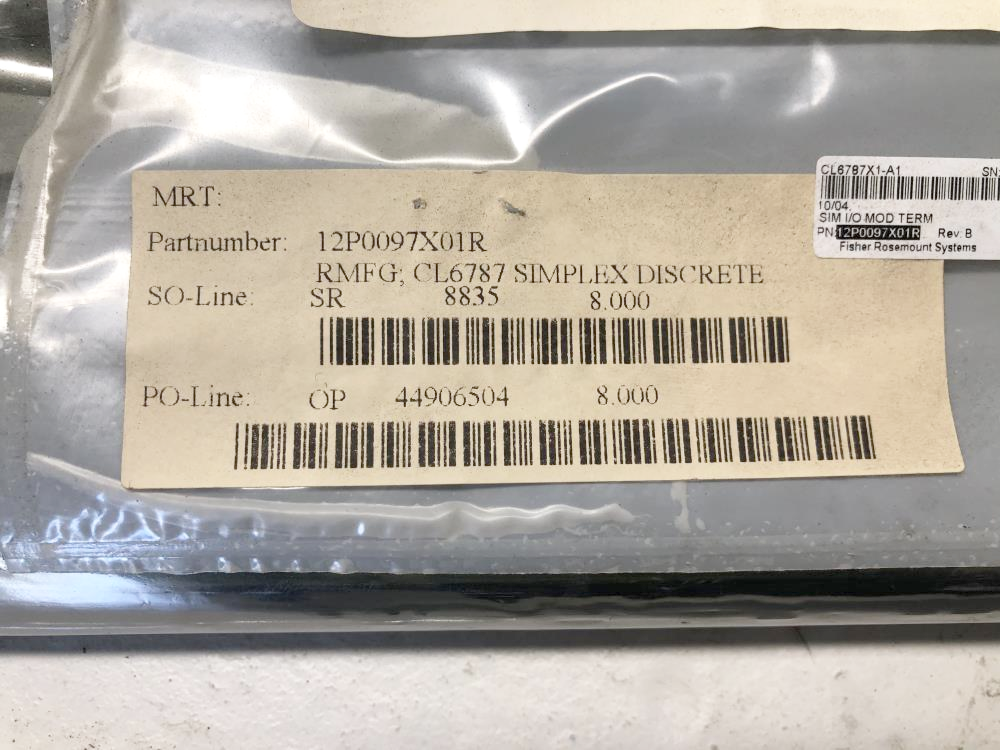 MRT:
Partnumber: 12P0097X01R
RMFG; CL6787 SIMPLEX DISCRETE
SO-Line: SR 8835 8.000
PO-Line: OP 44906504 8.000
CL6787X1-A1 SN:
10/04
SIM I/O MOD TERM
PN:12P0097X01R Rev: B
Fisher Rosemount Systems